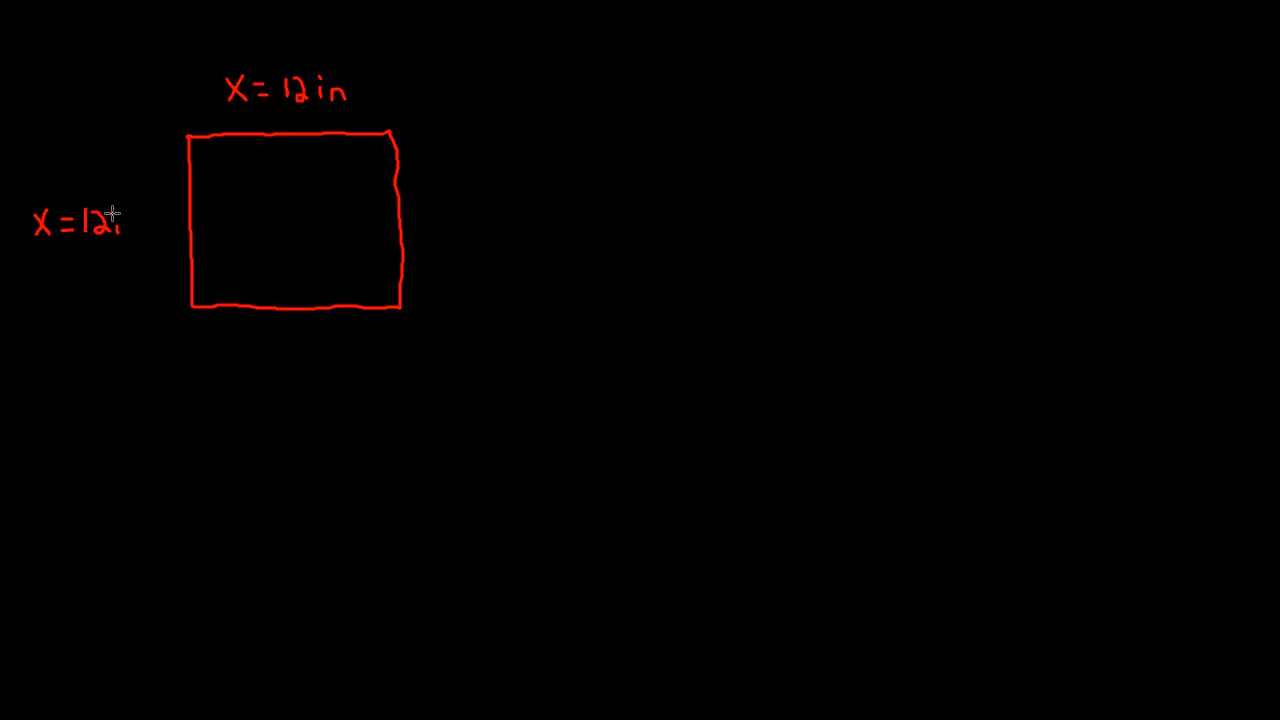 x = 12 in
x = 12 i